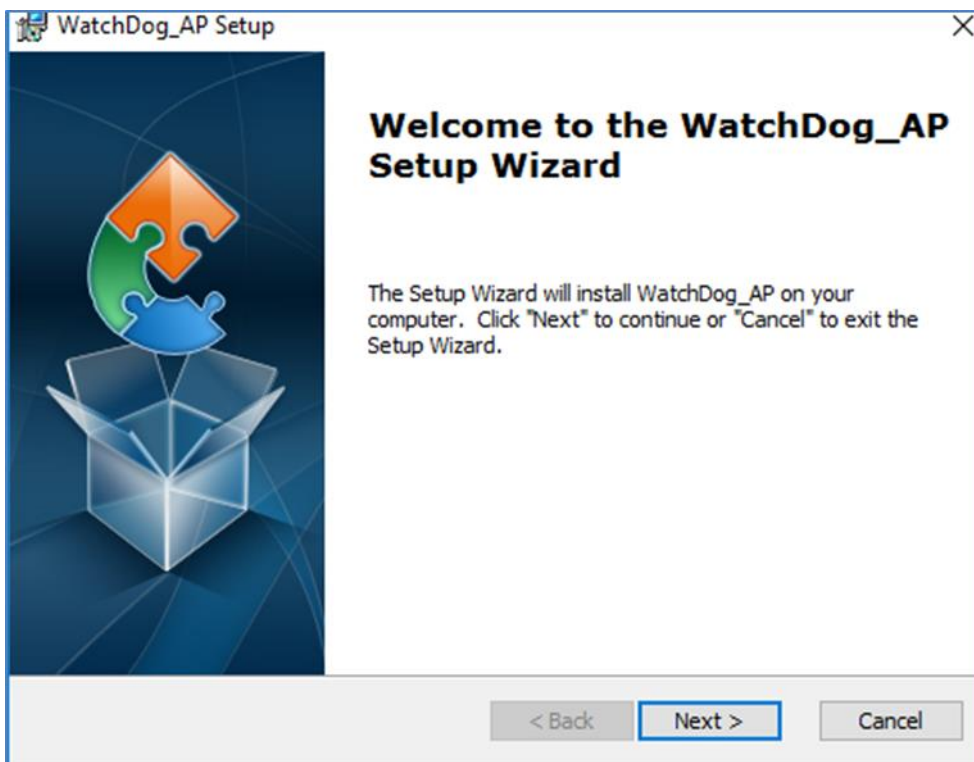 WatchDog_AP Setup
Welcome to the WatchDog_AP
Setup Wizard
The Setup Wizard will install WatchDog_AP on your
computer. Click "Next" to continue or "Cancel" to exit the
Setup Wizard.
< Back Next > Cancel